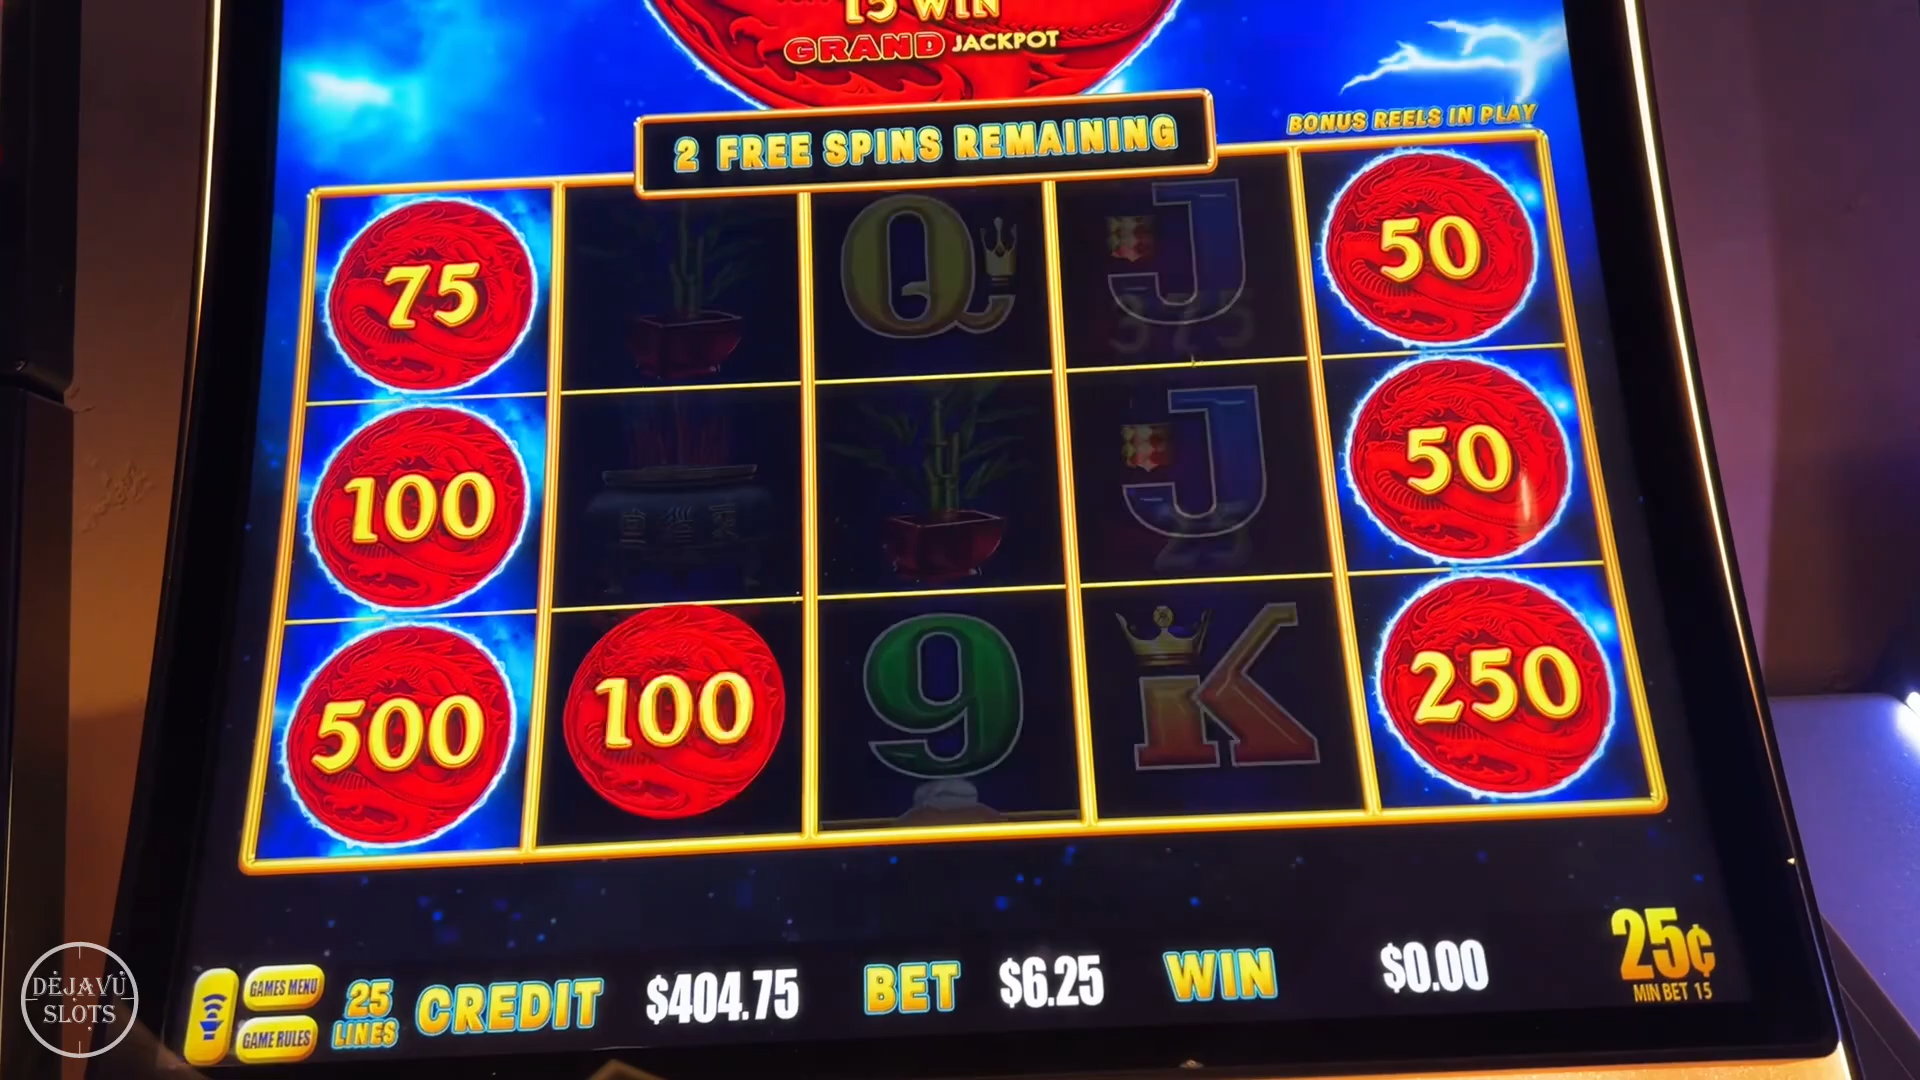 15 WIN
GRAND JACKPOT
2 FREE SPINS REMAINING
BONUS REELS IN PLAY
75
Q
J
50
100
J
50
500
100
9
K
250
GAMES MENU
GAME RULES
25 LINES
CREDIT $404.75
BET $6.25
WIN $0.00
25¢
MIN BET 15
DÉJÀVU
SLOTS